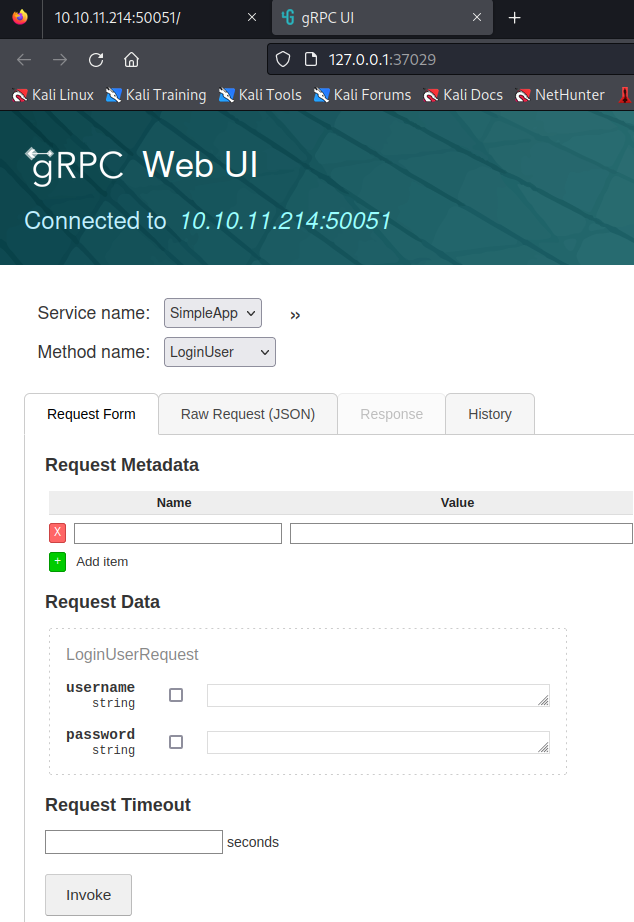 10.10.11.214:50051/ × gRPC UI × +
127.0.0.1:37029
Kali Linux Kali Training Kali Tools Kali Forums Kali Docs NetHunter
gRPC Web UI
Connected to 10.10.11.214:50051
Service name: SimpleApp »
Method name: LoginUser
Request Form Raw Request (JSON) Response History
Request Metadata
Name Value
X
+ Add item
Request Data
LoginUserRequest
username
string
password
string
Request Timeout
seconds
Invoke